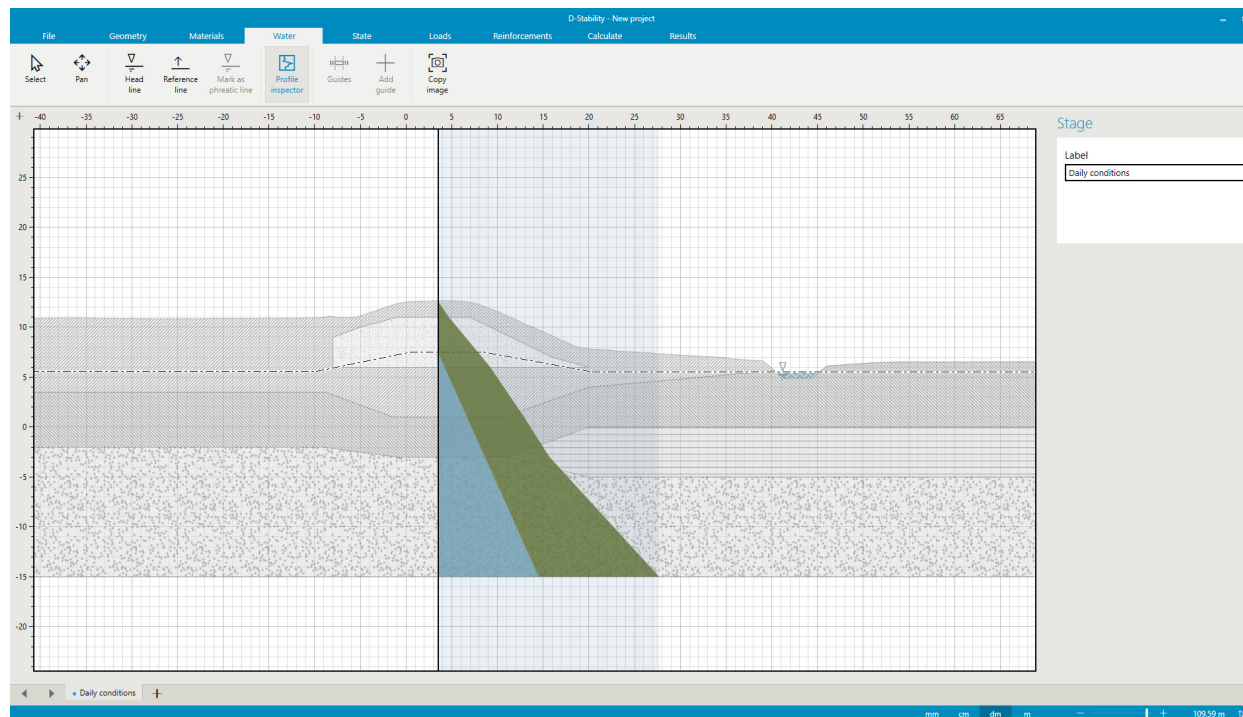 D-Stability - New project
File Geometry Materials Water State Loads Reinforcements Calculate Results
Select Pan Head line Reference line Mark as phreatic line Profile inspector Guides Add guide Copy image
-40 -35 -30 -25 -20 -15 -10 -5 0 5 10 15 20 25 30 35 40 45 50 55 60 65
Stage
Label
Daily conditions
25
20
15
10
5
0
-5
-10
-15
-20
Daily conditions
mm cm dm m 109.59 m